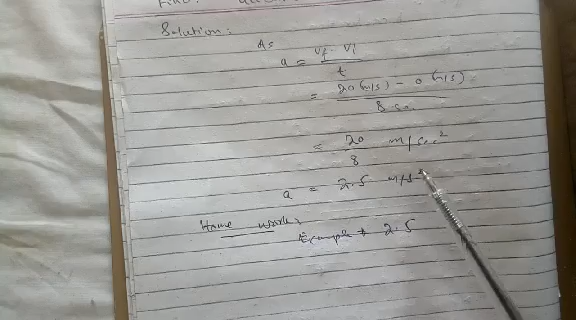 Find:
Solution:
As
a = Vf - Vi / t
= 20(m/s) - 0(m/s) / 8 sec
= 20 / 8 m/sec²
a = 2.5 m/s²
Home work:
Example # 2.5